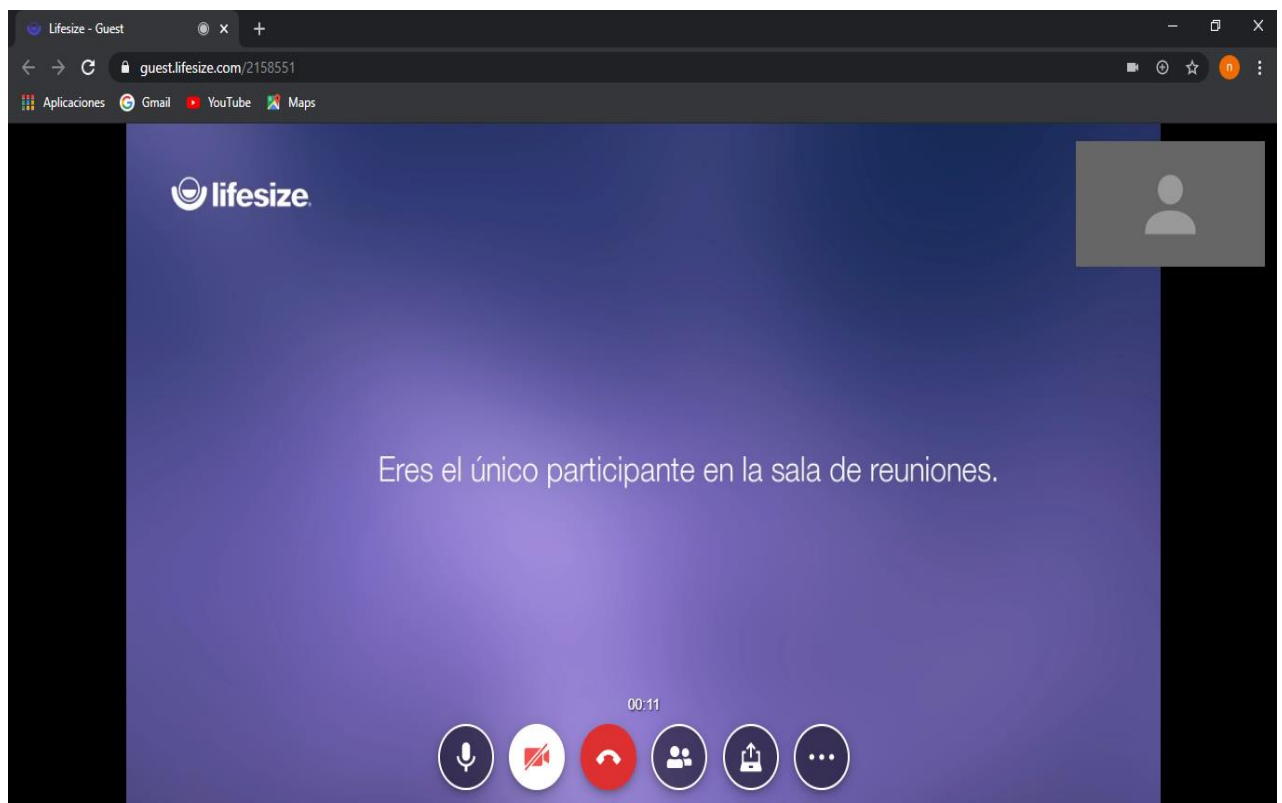 Lifesize - Guest
guest.lifesize.com/2158551
n
Aplicaciones Gmail YouTube Maps
lifesize
Eres el único participante en la sala de reuniones.
00:11